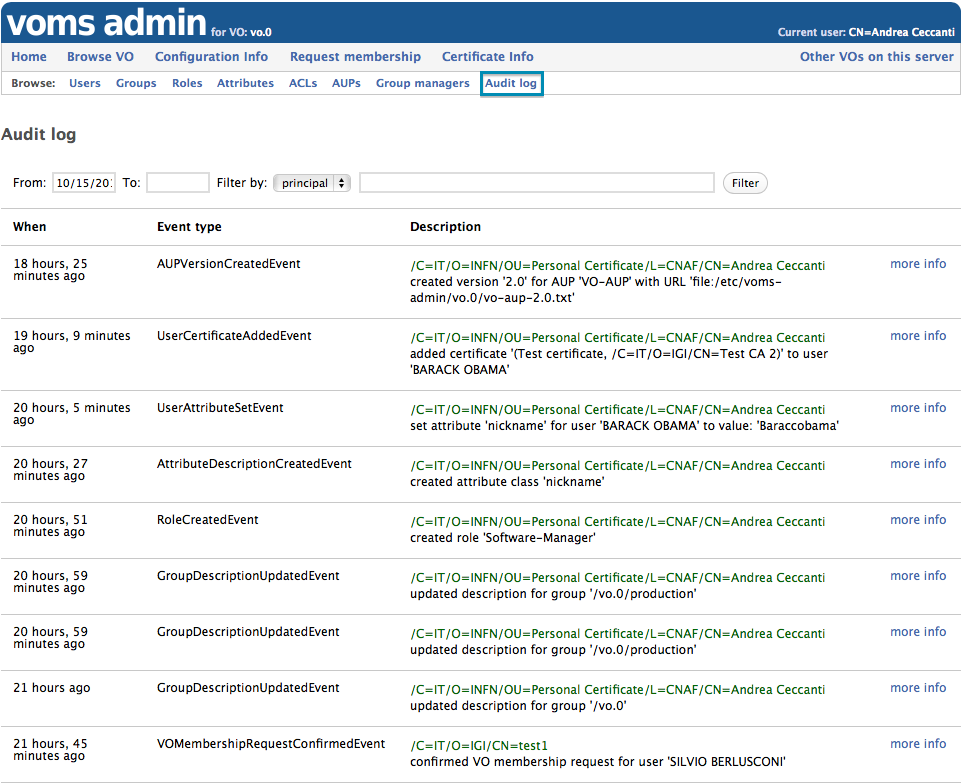 voms admin for VO: vo.0 Current user: CN=Andrea Ceccanti
Home Browse VO Configuration Info Request membership Certificate Info Other VOs on this server
Browse: Users Groups Roles Attributes ACLs AUPs Group managers Audit log
Audit log
From: 10/15/201 To: Filter by: principal Filter
When Event type Description
18 hours, 25 minutes ago AUPVersionCreatedEvent /C=IT/O=INFN/OU=Personal Certificate/L=CNAF/CN=Andrea Ceccanti more info
created version '2.0' for AUP 'VO-AUP' with URL 'file:/etc/voms-
admin/vo.0/vo-aup-2.0.txt'
19 hours, 9 minutes ago UserCertificateAddedEvent /C=IT/O=INFN/OU=Personal Certificate/L=CNAF/CN=Andrea Ceccanti more info
added certificate '(Test certificate, /C=IT/O=IGI/CN=Test CA 2)' to user
'BARACK OBAMA'
20 hours, 5 minutes ago UserAttributeSetEvent /C=IT/O=INFN/OU=Personal Certificate/L=CNAF/CN=Andrea Ceccanti more info
set attribute 'nickname' for user 'BARACK OBAMA' to value: 'Baraccobama'
20 hours, 27 minutes ago AttributeDescriptionCreatedEvent /C=IT/O=INFN/OU=Personal Certificate/L=CNAF/CN=Andrea Ceccanti more info
created attribute class 'nickname'
20 hours, 51 minutes ago RoleCreatedEvent /C=IT/O=INFN/OU=Personal Certificate/L=CNAF/CN=Andrea Ceccanti more info
created role 'Software-Manager'
20 hours, 59 minutes ago GroupDescriptionUpdatedEvent /C=IT/O=INFN/OU=Personal Certificate/L=CNAF/CN=Andrea Ceccanti more info
updated description for group '/vo.0/production'
20 hours, 59 minutes ago GroupDescriptionUpdatedEvent /C=IT/O=INFN/OU=Personal Certificate/L=CNAF/CN=Andrea Ceccanti more info
updated description for group '/vo.0/production'
21 hours ago GroupDescriptionUpdatedEvent /C=IT/O=INFN/OU=Personal Certificate/L=CNAF/CN=Andrea Ceccanti more info
updated description for group '/vo.0'
21 hours, 45 minutes ago VOMembershipRequestConfirmedEvent /C=IT/O=IGI/CN=test1 more info
confirmed VO membership request for user 'SILVIO BERLUSCONI'